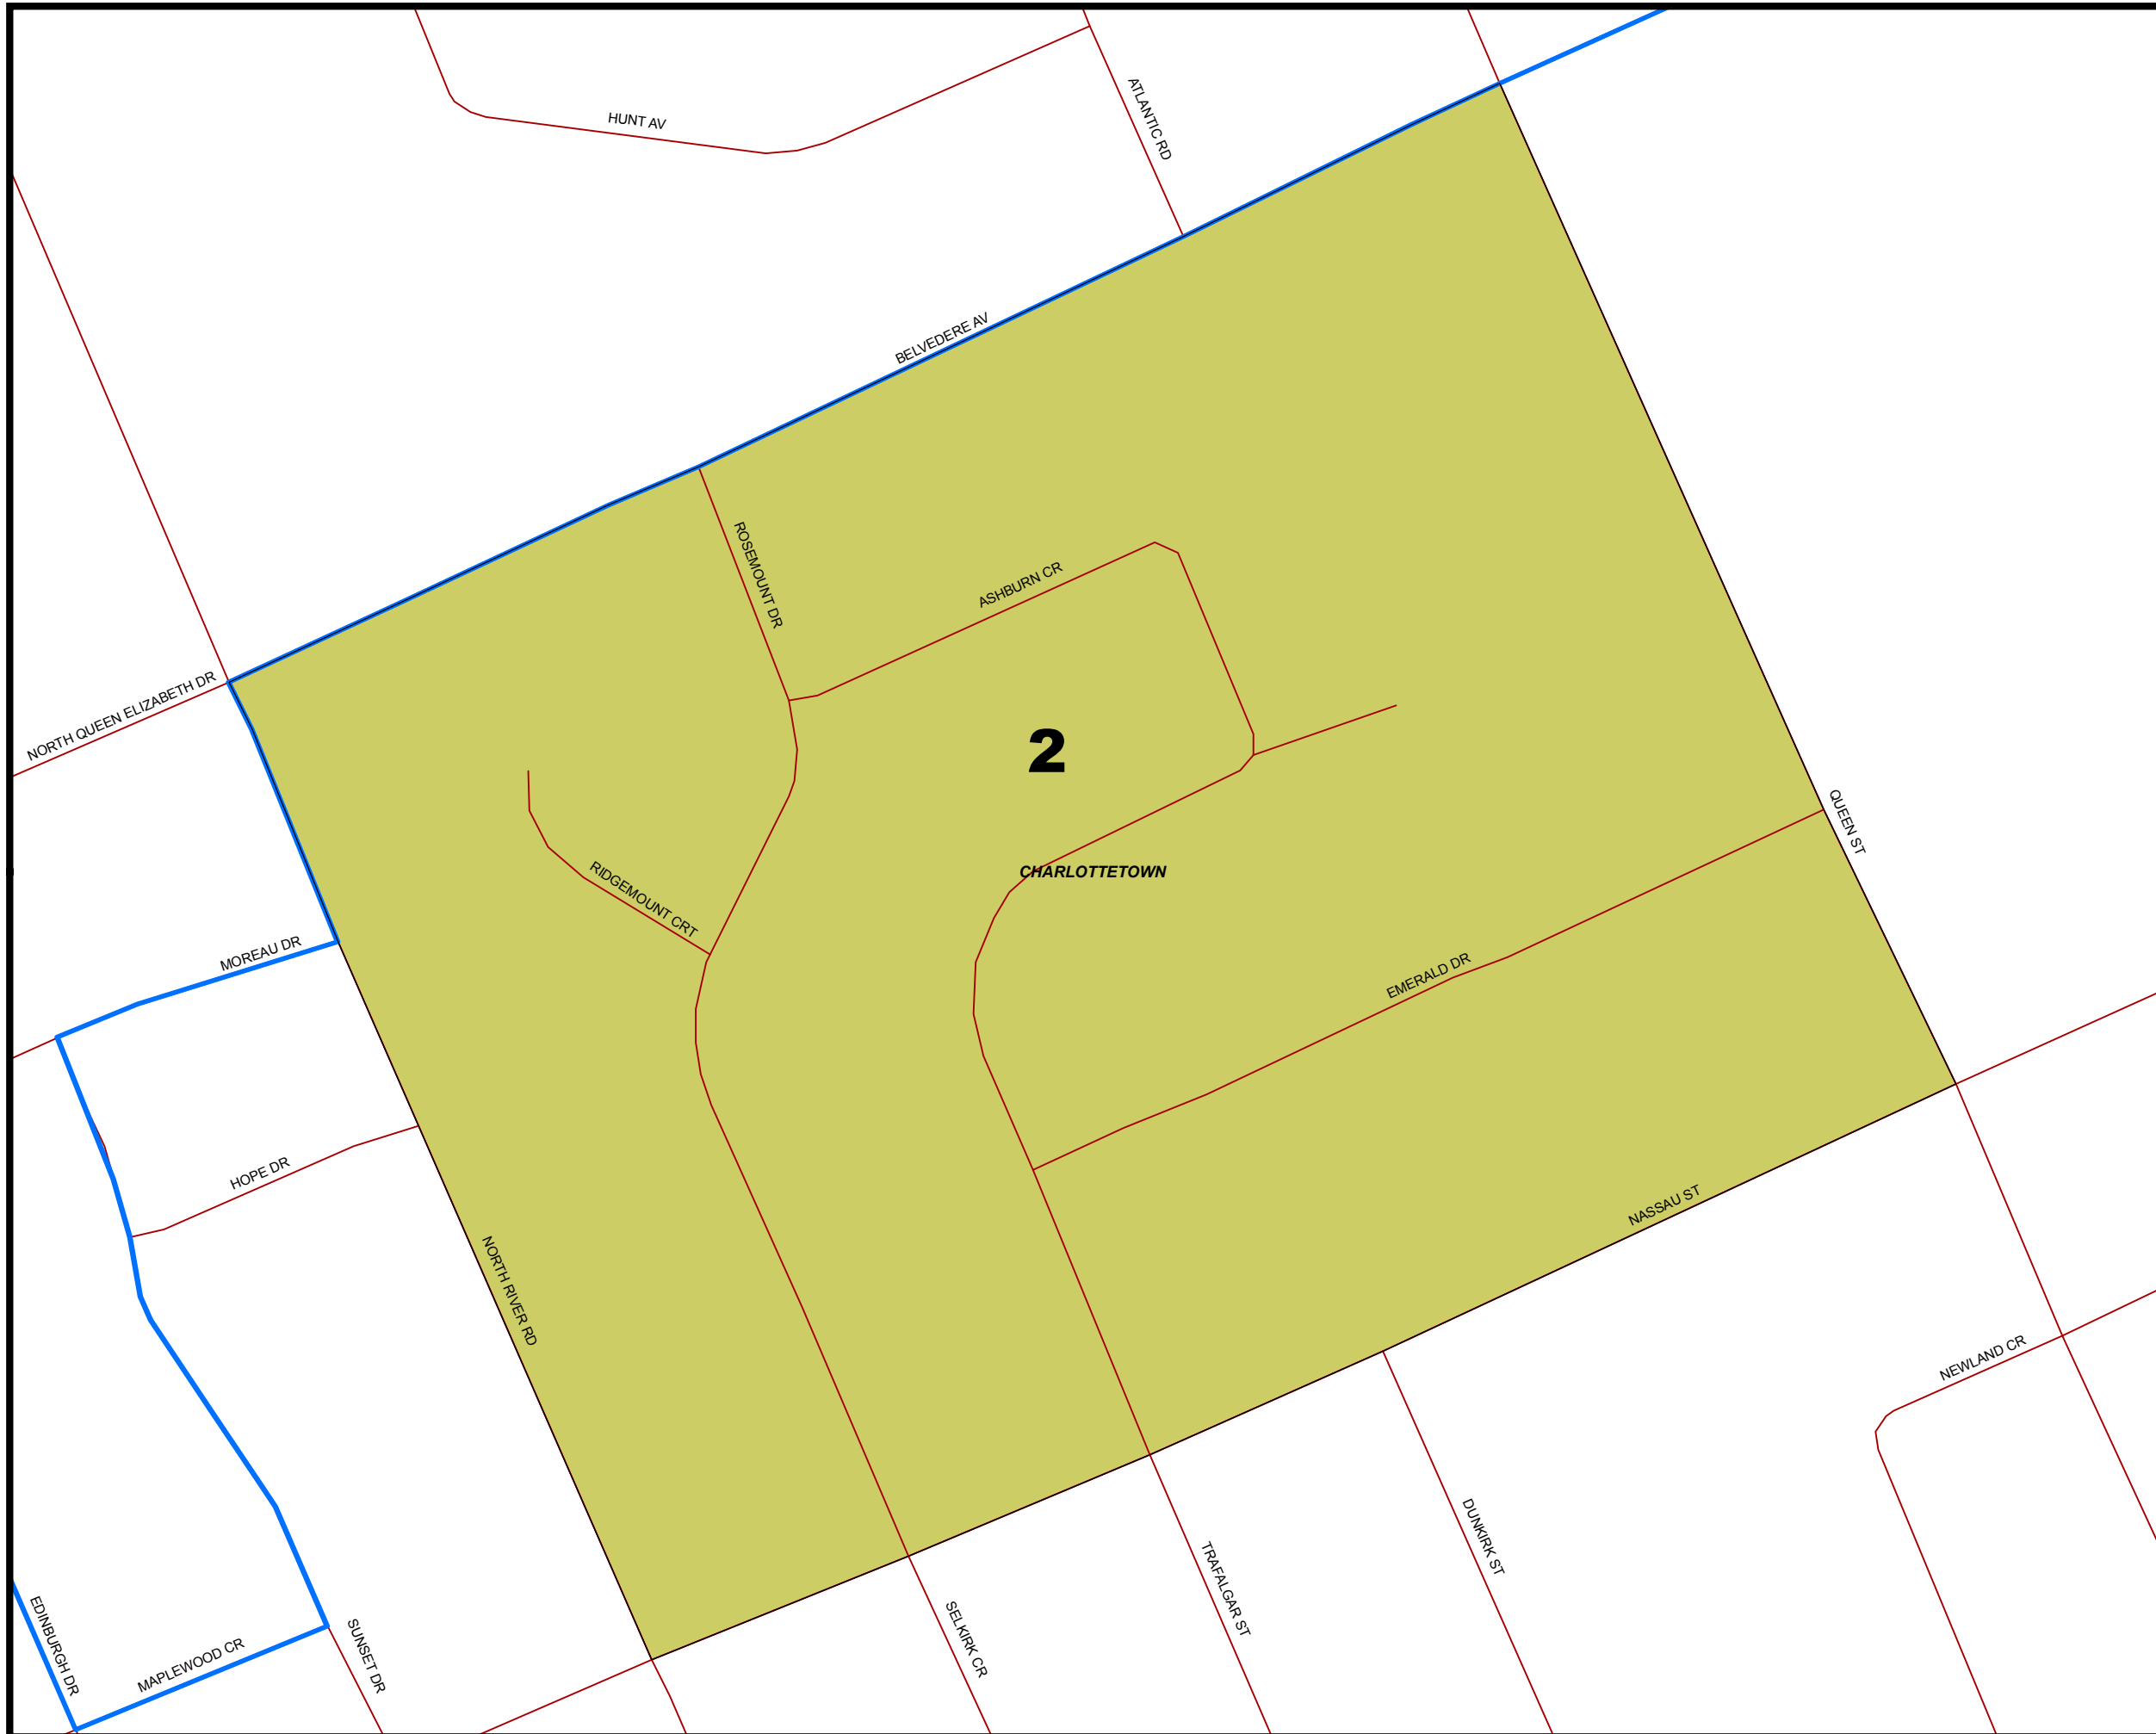 HUNT AV
ATLANTIC RD
BELVEDERE AV
ROSEMOUNT DR
ASHBURN CR
NORTH QUEEN ELIZABETH DR
2
QUEEN ST
RIDGEMOUNT CRT
CHARLOTTETOWN
MOREAU DR
EMERALD DR
HOPE DR
NASSAU ST
NORTH RIVER RD
NEWLAND CR
DUNKIRK ST
TRAFALGAR ST
SELKIRK CR
EDINBURGH DR
MAPLEWOOD CR
SUNSET DR